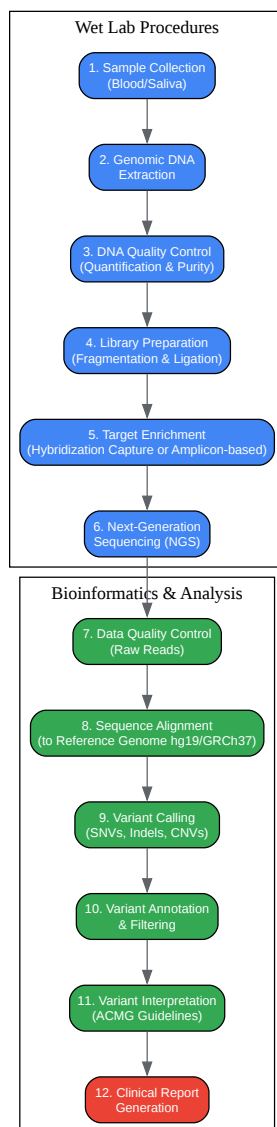 Wet Lab Procedures
1. Sample Collection
(Blood/Saliva)
2. Genomic DNA
Extraction
3. DNA Quality Control
(Quantification & Purity)
4. Library Preparation
(Fragmentation & Ligation)
5. Target Enrichment
(Hybridization Capture or Amplicon-based)
6. Next-Generation
Sequencing (NGS)
Bioinformatics & Analysis
7. Data Quality Control
(Raw Reads)
8. Sequence Alignment
(to Reference Genome hg19/GRCh37)
9. Variant Calling
(SNVs, Indels, CNVs)
10. Variant Annotation
& Filtering
11. Variant Interpretation
(ACMG Guidelines)
12. Clinical Report
Generation